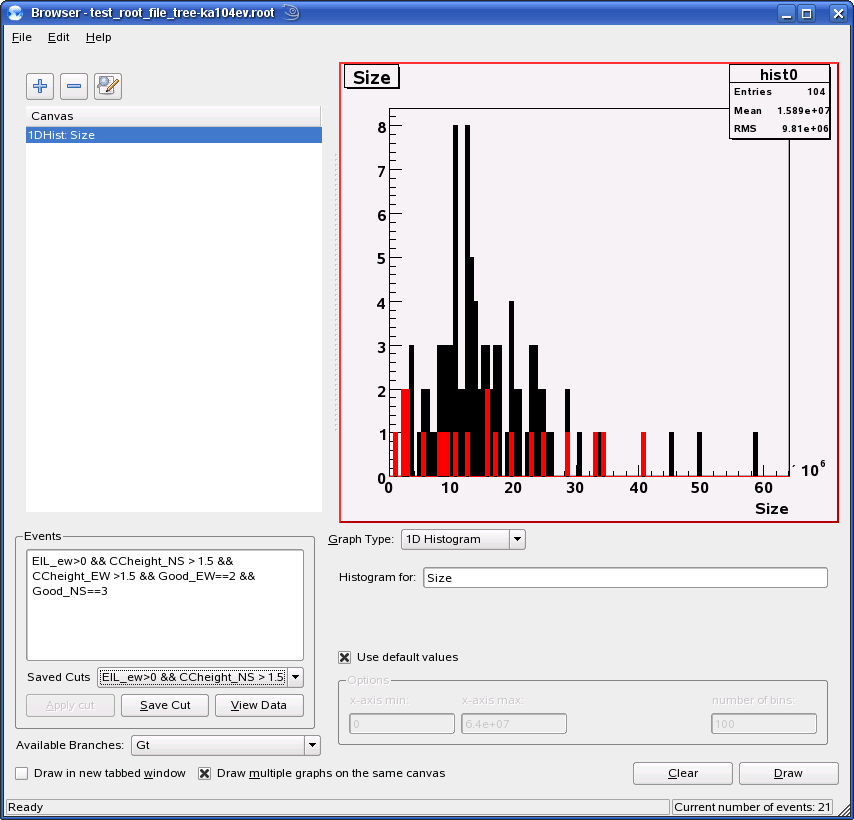 Browser - test_root_file_tree-ka104ev.root
File Edit Help
Canvas
1DHist: Size
Size
hist0
Entries 104
Mean 1.589e+07
RMS 9.81e+06
8
7
6
5
4
3
2
1
0
0 10 20 30 40 50 60
´ 10^6
Size
Events
EIL_ew>0 && CCheight_NS > 1.5 &&
CCheight_EW >1.5 && Good_EW==2 &&
Good_NS==3
Saved Cuts EIL_ew>0 && CCheight_NS > 1.5
Apply cut Save Cut View Data
Available Branches: Gt
Draw in new tabbed window Draw multiple graphs on the same canvas
Graph Type: 1D Histogram
Histogram for: Size
Use default values
Options
x-axis min: x-axis max: number of bins:
0 6.4e+07 100
Clear Draw
Ready Current number of events: 21